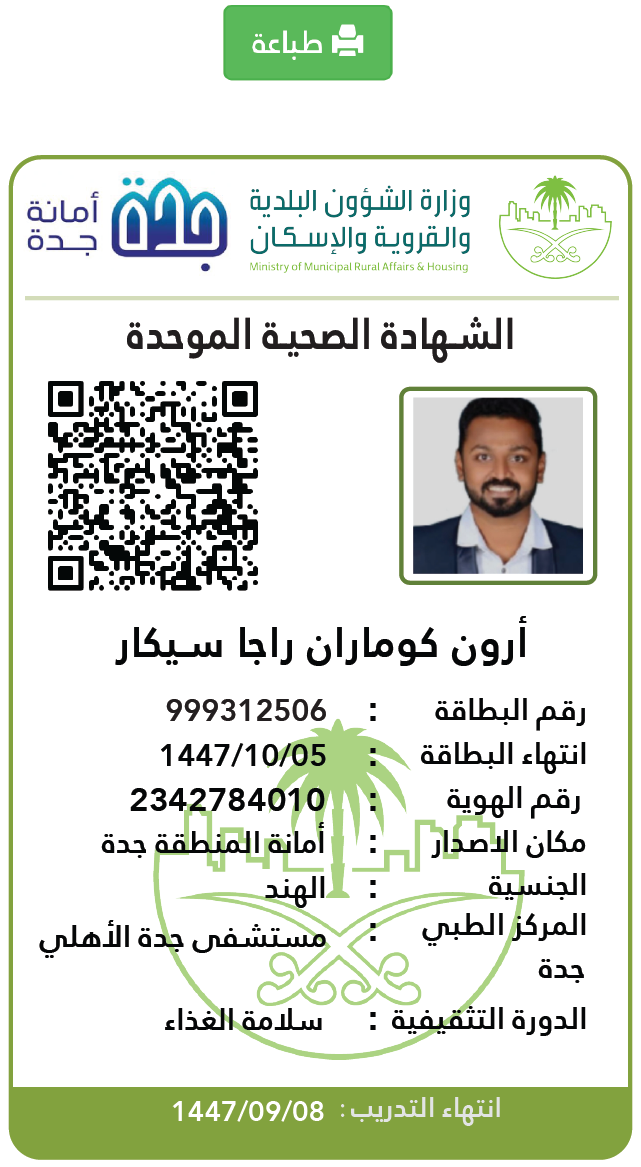 طباعة
وزارة الشؤون البلدية
والقروية والإسكان
Ministry of Municipal Rural Affairs & Housing
أمانة
جدة
جدة
الشهادة الصحية الموحدة
أرون كوماران راجا سيكار
رقم البطاقة : 999312506
انتهاء البطاقة : 1447/10/05
رقم الهوية : 2342784010
مكان الاصدار : أمانة المنطقة جدة
الجنسية : الهند
المركز الطبي : مستشفى جدة الأهلي
جدة
الدورة التثقيفية : سلامة الغذاء
انتهاء التدريب : 1447/09/08